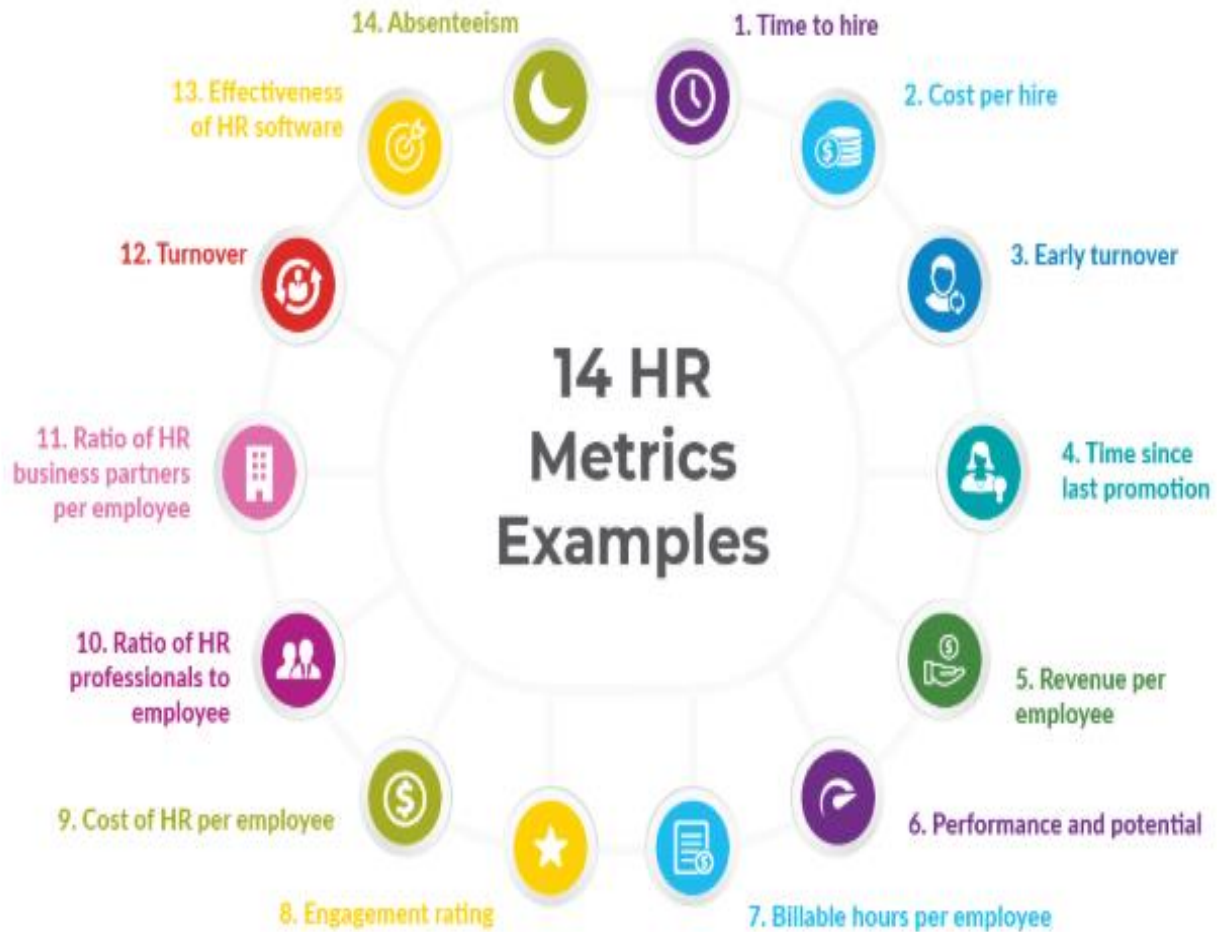 14 HR
Metrics
Examples
1. Time to hire
2. Cost per hire
3. Early turnover
4. Time since
last promotion
5. Revenue per
employee
6. Performance and potential
7. Billable hours per employee
8. Engagement rating
9. Cost of HR per employee
10. Ratio of HR
professionals to
employee
11. Ratio of HR
business partners
per employee
12. Turnover
13. Effectiveness
of HR software
14. Absenteeism